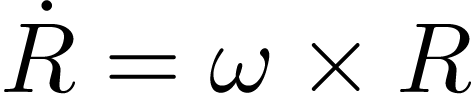 Ṙ = ω × R